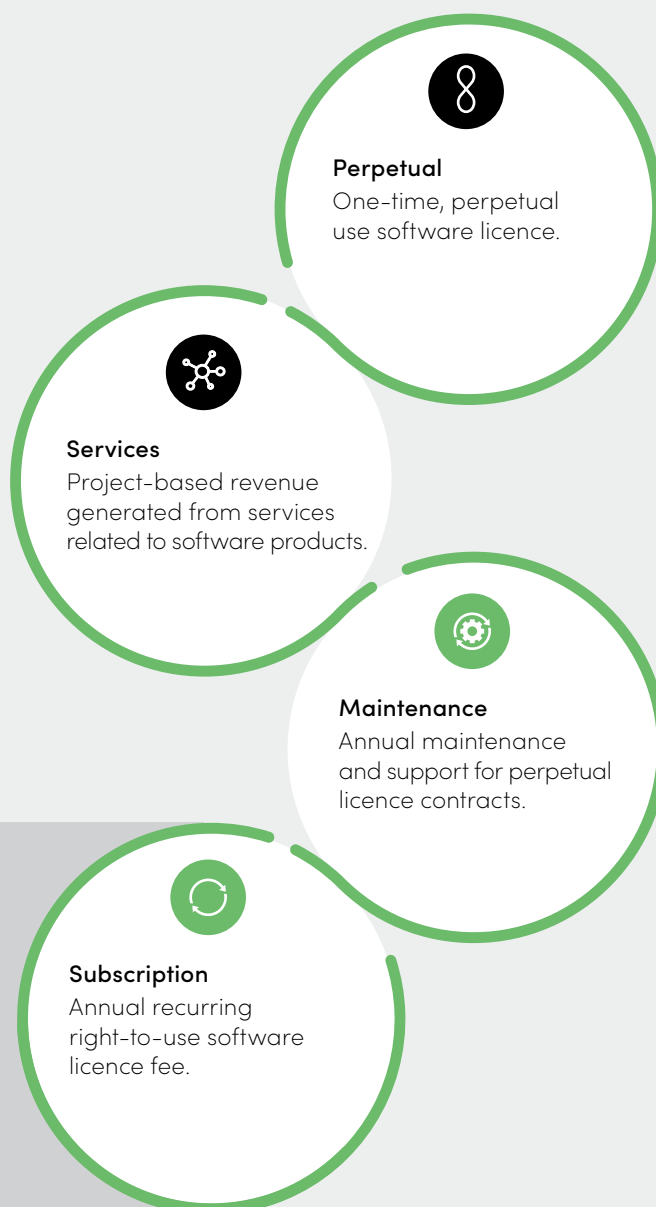 Perpetual
One-time, perpetual
use software licence.
Services
Project-based revenue
generated from services
related to software products.
Maintenance
Annual maintenance
and support for perpetual
licence contracts.
Subscription
Annual recurring
right-to-use software
licence fee.